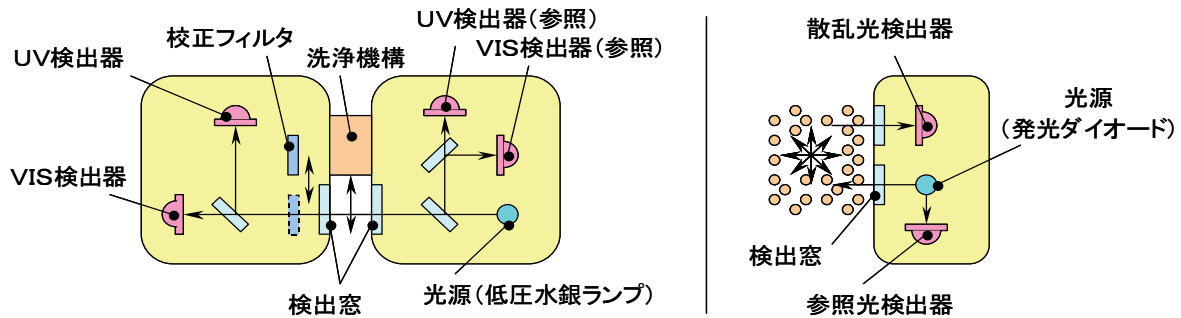 UV検出器(参照)
VIS検出器(参照)
校正フィルタ
洗浄機構
UV検出器
VIS検出器
検出窓
光源(低圧水銀ランプ)
散乱光検出器
光源
(発光ダイオード)
検出窓
参照光検出器